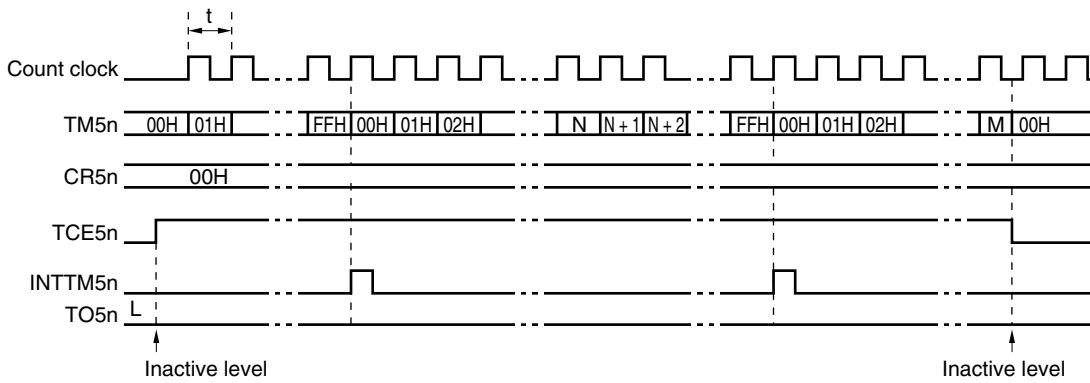 t
Count clock
TM5n 00H 01H FFH 00H 01H 02H N N + 1 N + 2 FFH 00H 01H 02H M 00H
CR5n 00H
TCE5n
INTTM5n
TO5n L
Inactive level Inactive level